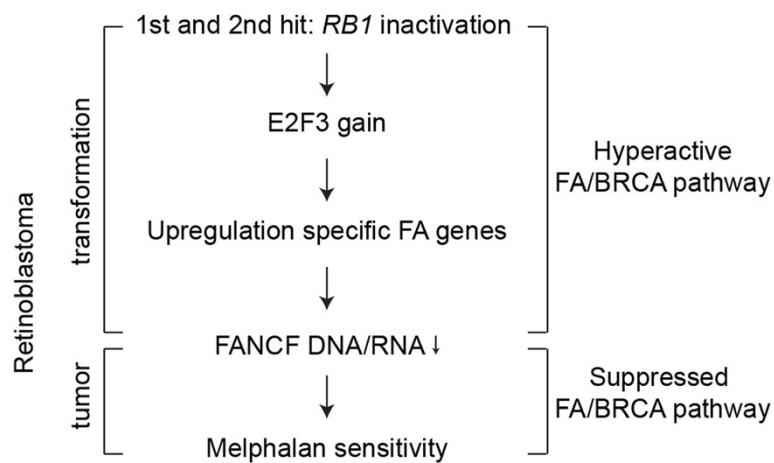 1st and 2nd hit: RB1 inactivation
E2F3 gain
Upregulation specific FA genes
FANCF DNA/RNA ↓
Melphalan sensitivity
Retinoblastoma
transformation
tumor
Hyperactive
FA/BRCA pathway
Suppressed
FA/BRCA pathway